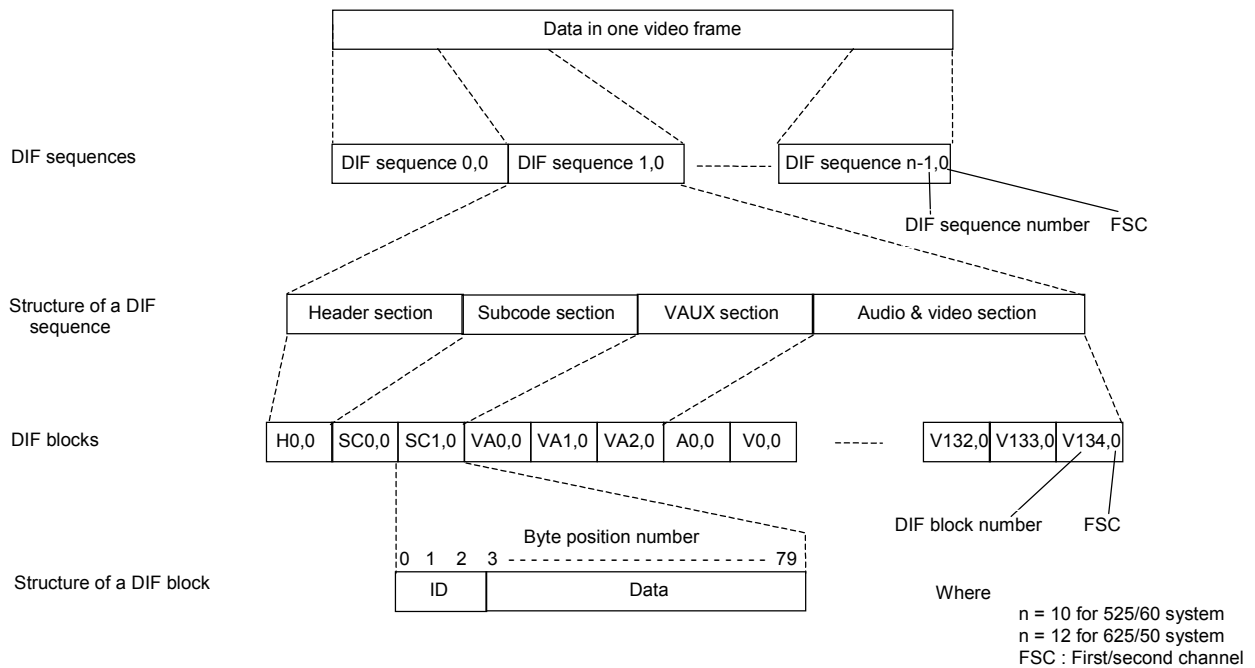 Data in one video frame
DIF sequences
DIF sequence 0,0 DIF sequence 1,0 DIF sequence n-1,0
DIF sequence number FSC
Structure of a DIF
sequence
Header section Subcode section VAUX section Audio & video section
DIF blocks
H0,0 SC0,0 SC1,0 VA0,0 VA1,0 VA2,0 A0,0 V0,0 V132,0 V133,0 V134,0
DIF block number FSC
Byte position number
0 1 2 3 79
Structure of a DIF block
ID Data
Where
n = 10 for 525/60 system
n = 12 for 625/50 system
FSC : First/second channel